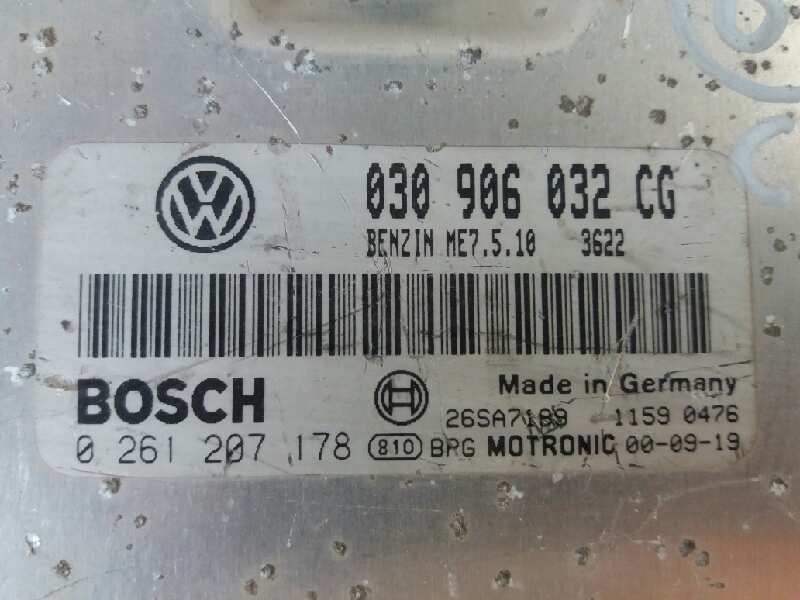 030 906 032 CG
BENZIN ME7.5.10 3622
BOSCH
Made in Germany
26SA7189 1159 0476
0 261 207 178 810 BPG MOTRONIC 00-09-19